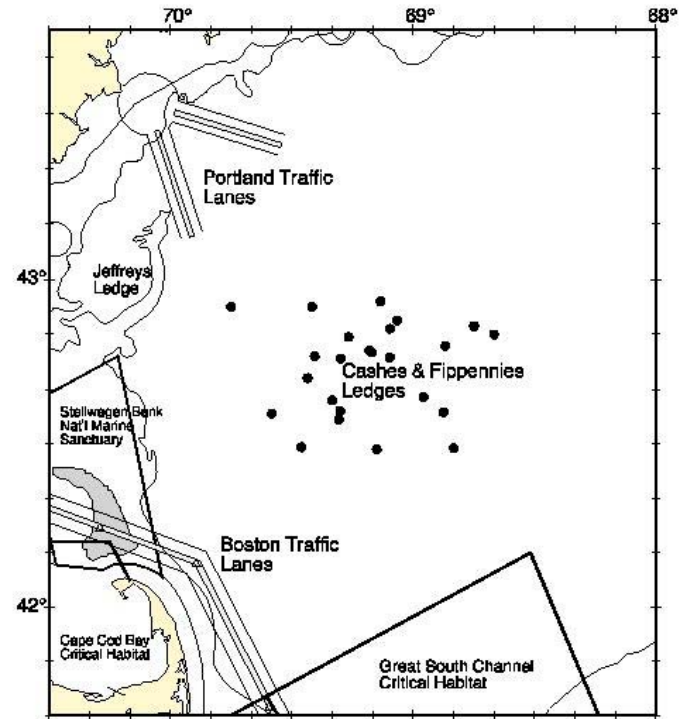 70° 69° 68°
Portland Traffic
Lanes
43°
Jeffreys
Ledge
Cashes & Fippennies
Ledges
Stellwagen Bank
Nat'l Marine
Sanctuary
Boston Traffic
Lanes
42°
Cape Cod Bay
Critical Habitat
Great South Channel
Critical Habitat